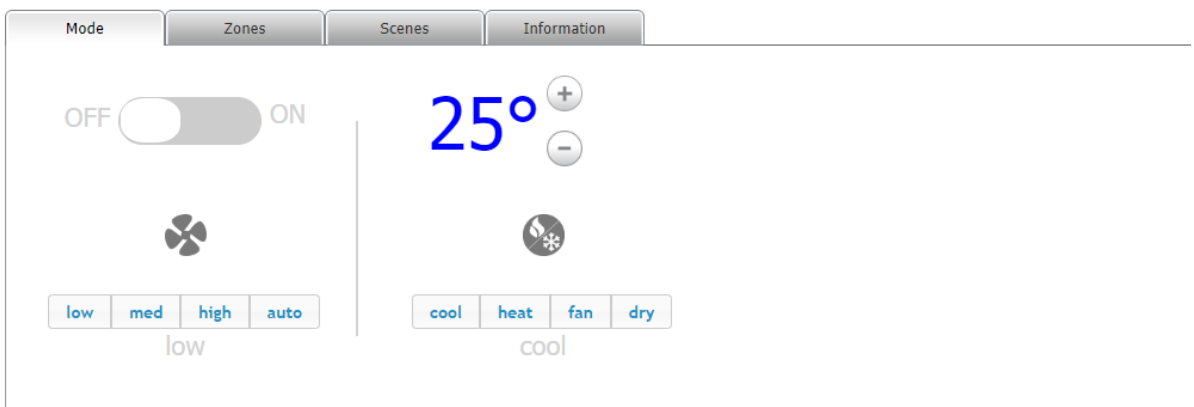 Mode Zones Scenes Information
OFF ON
25°
+
−
low med high auto
low
cool heat fan dry
cool